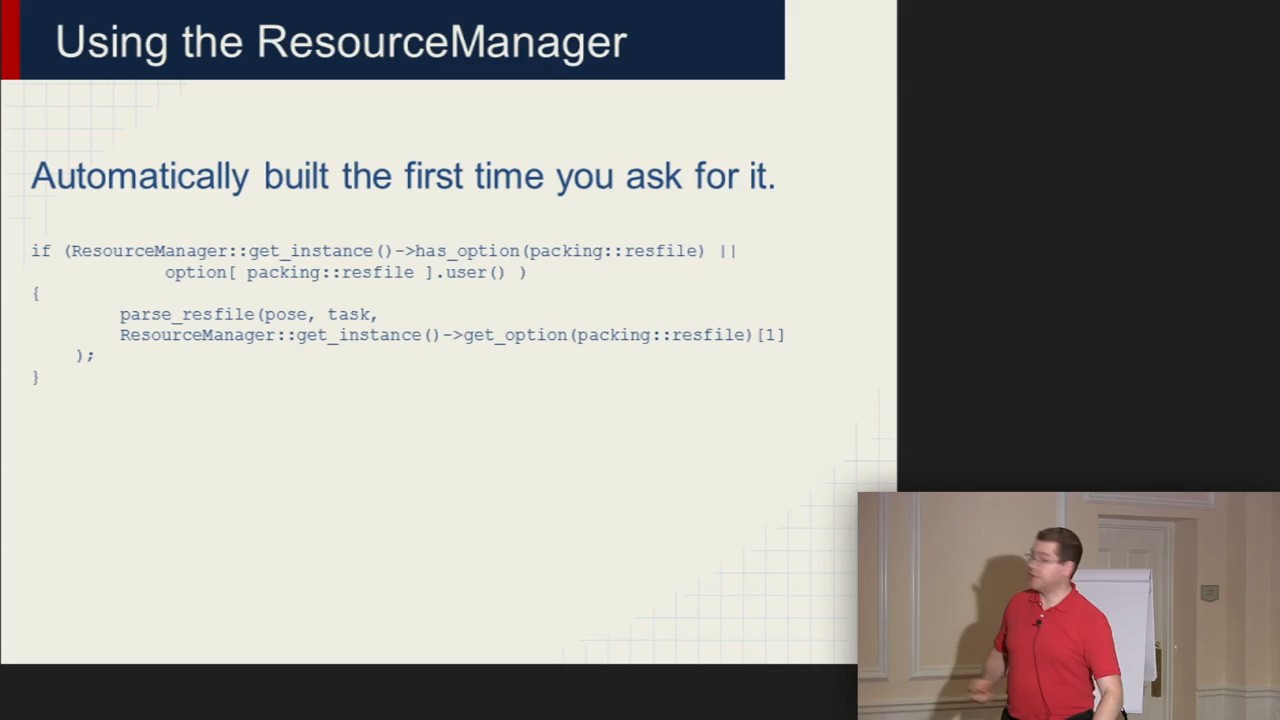 Using the ResourceManager
Automatically built the first time you ask for it.
if (ResourceManager::get_instance()->has_option(packing::resfile) ||
option[ packing::resfile ].user() )
{
parse_resfile(pose, task,
ResourceManager::get_instance()->get_option(packing::resfile)[1]
);
}